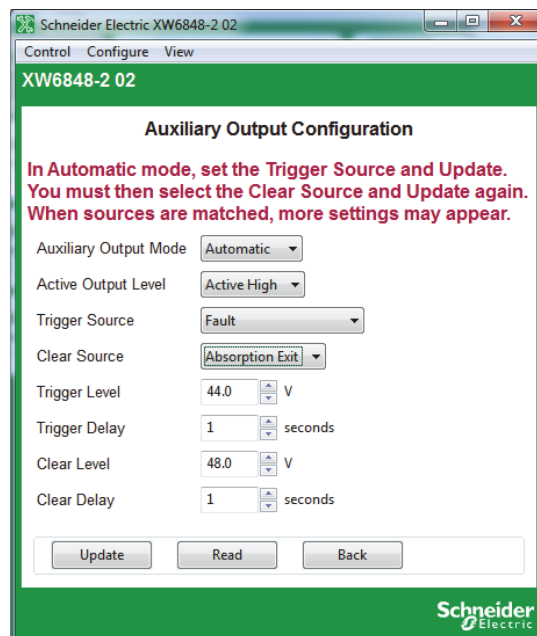 Schneider Electric XW6848-2 02
Control Configure View
XW6848-2 02
Auxiliary Output Configuration
In Automatic mode, set the Trigger Source and Update.
You must then select the Clear Source and Update again.
When sources are matched, more settings may appear.
Auxiliary Output Mode Automatic
Active Output Level Active High
Trigger Source Fault
Clear Source Absorption Exit
Trigger Level 44.0 V
Trigger Delay 1 seconds
Clear Level 48.0 V
Clear Delay 1 seconds
Update Read Back
Schneider
Electric